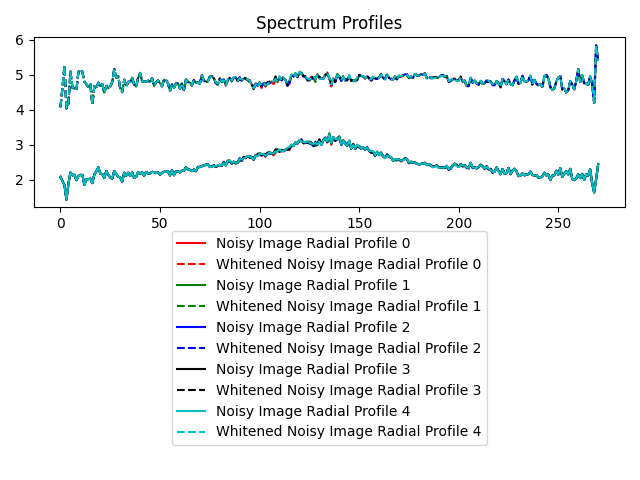 Spectrum Profiles
6
5
4
3
2
0 50 100 150 200 250
Noisy Image Radial Profile 0
Whitened Noisy Image Radial Profile 0
Noisy Image Radial Profile 1
Whitened Noisy Image Radial Profile 1
Noisy Image Radial Profile 2
Whitened Noisy Image Radial Profile 2
Noisy Image Radial Profile 3
Whitened Noisy Image Radial Profile 3
Noisy Image Radial Profile 4
Whitened Noisy Image Radial Profile 4